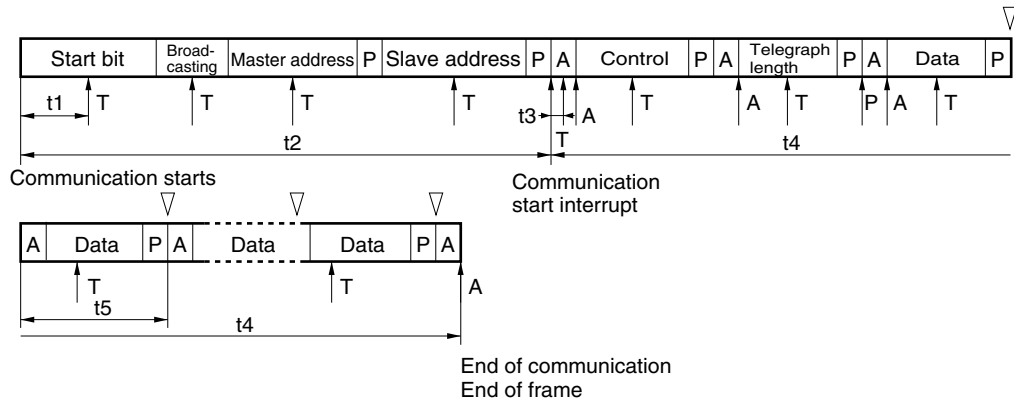 Start bit Broad-casting Master address P Slave address P A Control P A Telegraph length P A Data P
t1 T T T T t3 A T A T P A T
T
t2 t4
Communication starts
Communication
start interrupt
A Data P A Data Data P A
T T A
t5
t4
End of communication
End of frame